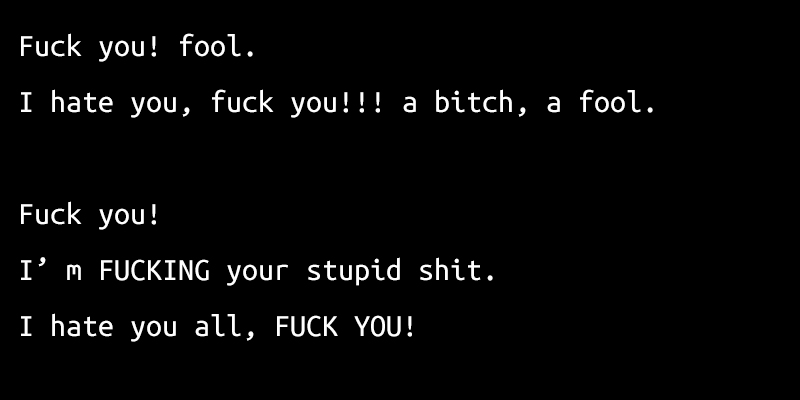 Fuck you! fool.
I hate you, fuck you!!! a bitch, a fool.
Fuck you!
I’ m FUCKING your stupid shit.
I hate you all, FUCK YOU!